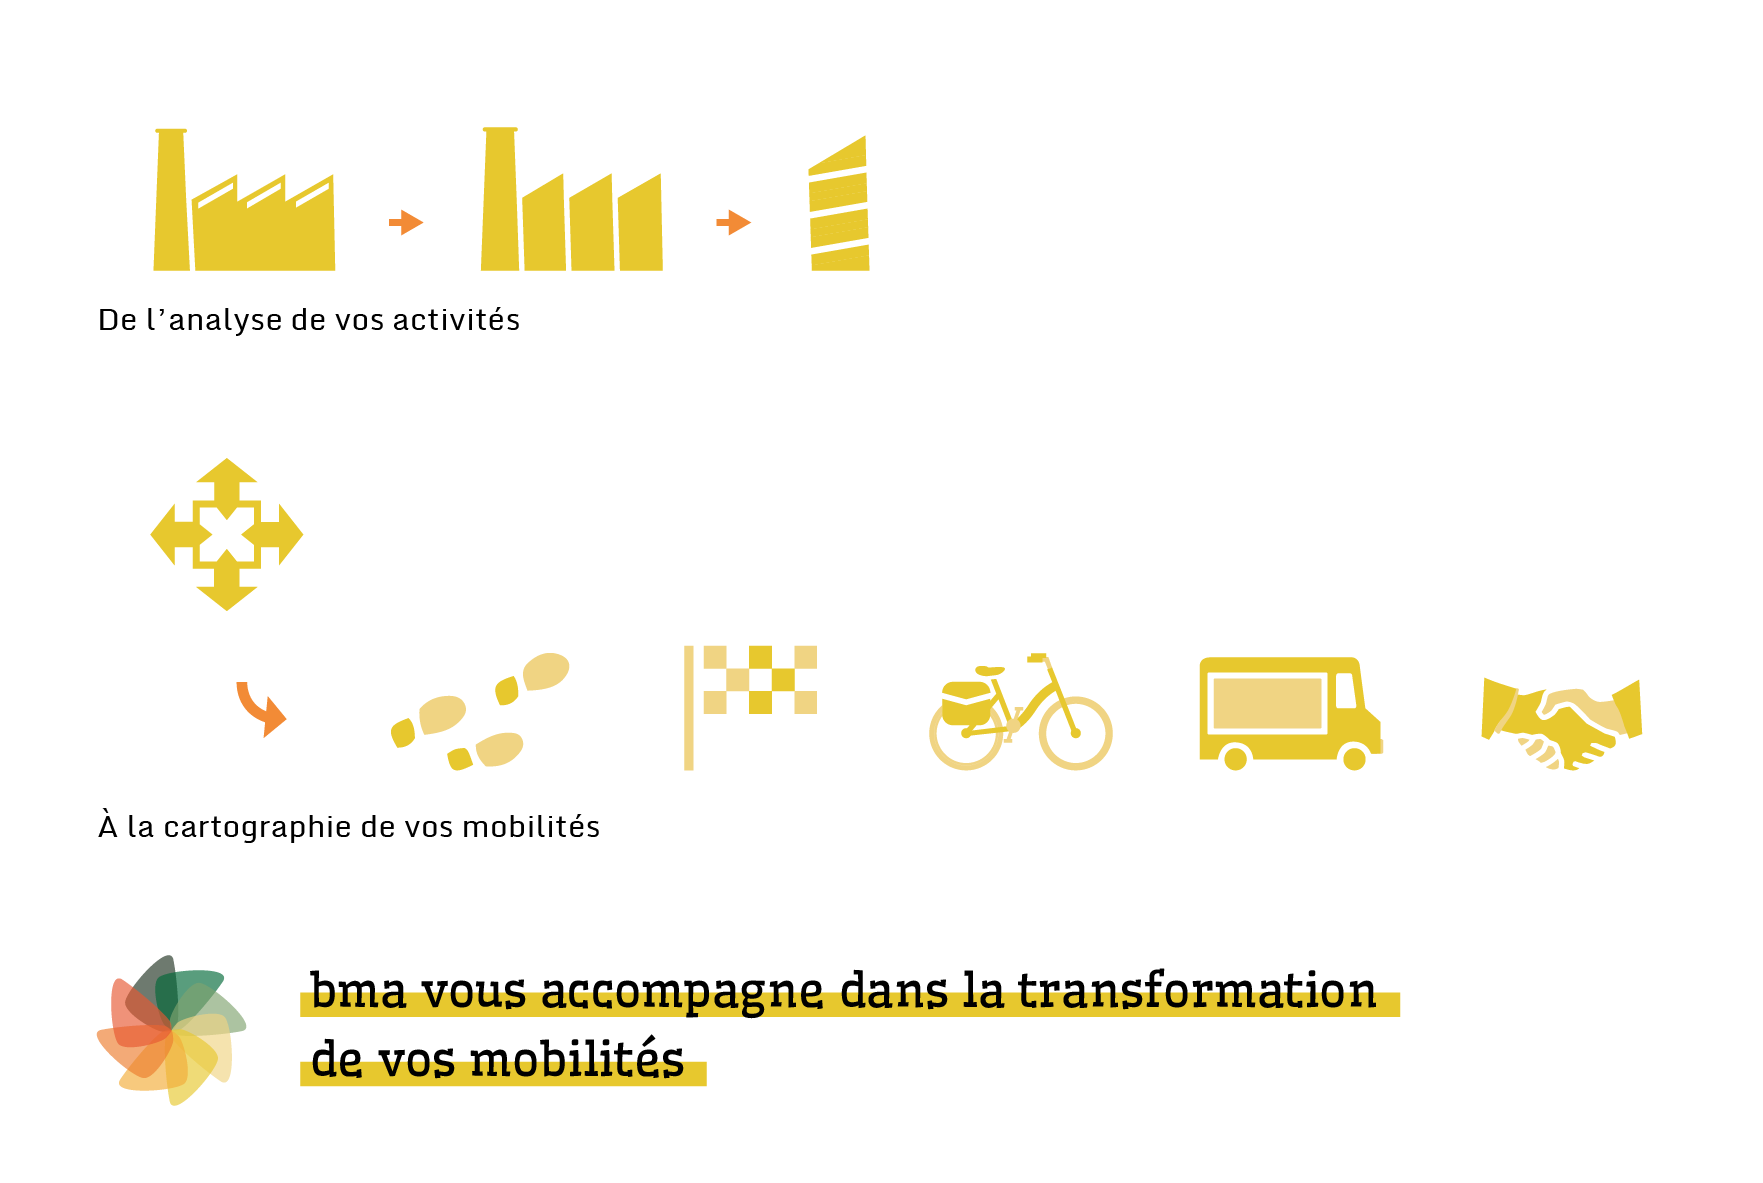 De l’analyse de vos activités
À la cartographie de vos mobilités
bma vous accompagne dans la transformation
de vos mobilités